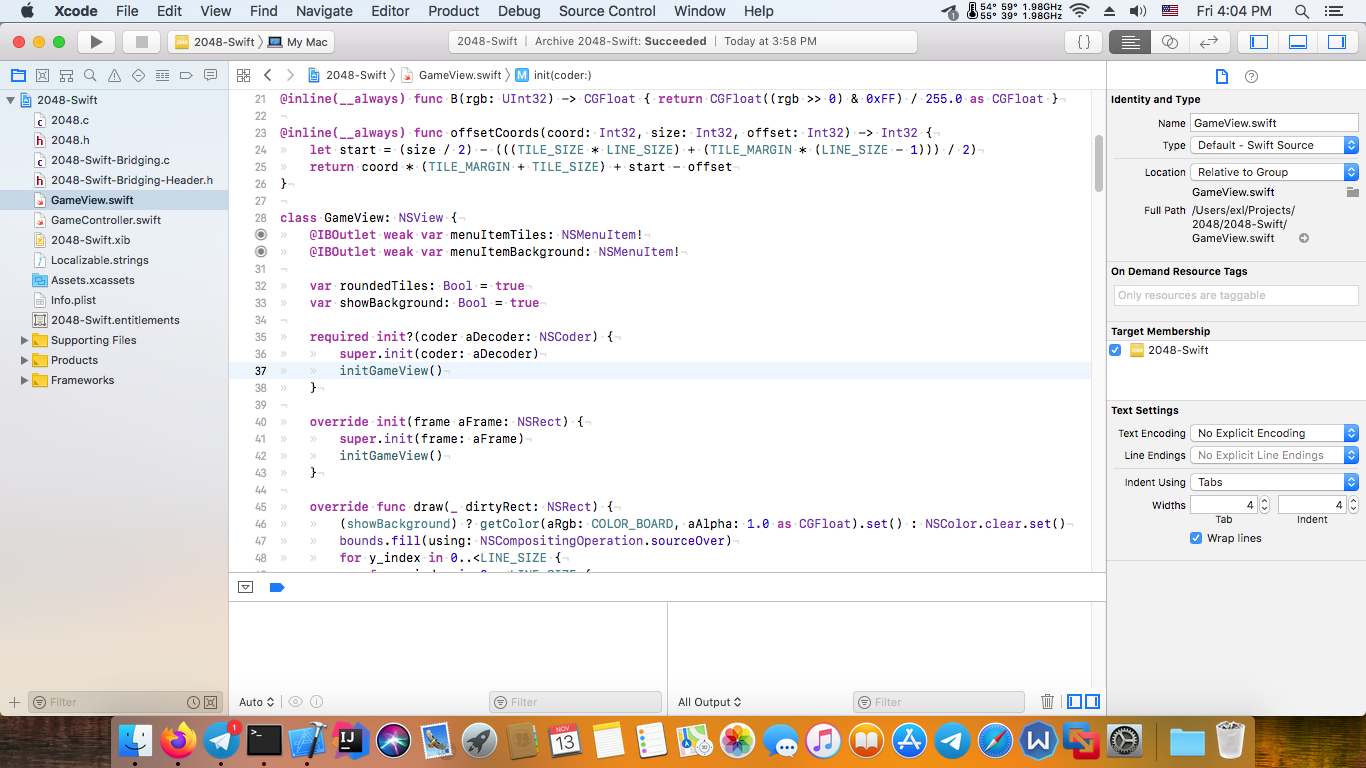 Xcode File Edit View Find Navigate Editor Product Debug Source Control Window Help
1 54° 59° 1.98GHz
55° 39° 1.98GHz
Fri 4:04 PM
2048-Swift My Mac
2048-Swift | Archive 2048-Swift: Succeeded | Today at 3:58 PM
2048-Swift GameView.swift M init(coder:)
2048-Swift
2048.c
2048.h
2048-Swift-Bridging.c
2048-Swift-Bridging-Header.h
GameView.swift
GameController.swift
2048-Swift.xib
Localizable.strings
Assets.xcassets
Info.plist
2048-Swift.entitlements
Supporting Files
Products
Frameworks
Filter
21 @inline(__always) func B(rgb: UInt32) -> CGFloat { return CGFloat((rgb >> 0) & 0xFF) / 255.0 as CGFloat }
22
23 @inline(__always) func offsetCoords(coord: Int32, size: Int32, offset: Int32) -> Int32 {
24 let start = (size / 2) - (((TILE_SIZE * LINE_SIZE) + (TILE_MARGIN * (LINE_SIZE - 1))) / 2)
25 return coord * (TILE_MARGIN + TILE_SIZE) + start - offset
26 }
27
28 class GameView: NSView {
@IBOutlet weak var menuItemTiles: NSMenuItem!
@IBOutlet weak var menuItemBackground: NSMenuItem!
31
32 var roundedTiles: Bool = true
33 var showBackground: Bool = true
34
35 required init?(coder aDecoder: NSCoder) {
36 super.init(coder: aDecoder)
37 initGameView()
38 }
39
40 override init(frame aFrame: NSRect) {
41 super.init(frame: aFrame)
42 initGameView()
43 }
44
45 override func draw(_ dirtyRect: NSRect) {
46 (showBackground) ? getColor(aRgb: COLOR_BOARD, aAlpha: 1.0 as CGFloat).set() : NSColor.clear.set()
47 bounds.fill(using: NSCompositingOperation.sourceOver)
48 for y_index in 0..<LINE_SIZE {
Auto
Filter
All Output
Filter
Identity and Type
Name GameView.swift
Type Default - Swift Source
Location Relative to Group
GameView.swift
Full Path /Users/exl/Projects/
2048/2048-Swift/
GameView.swift
On Demand Resource Tags
Only resources are taggable
Target Membership
2048-Swift
Text Settings
Text Encoding No Explicit Encoding
Line Endings No Explicit Line Endings
Indent Using Tabs
Widths 4 4
Tab Indent
Wrap lines
1
>_
IJ
NOV
13
W